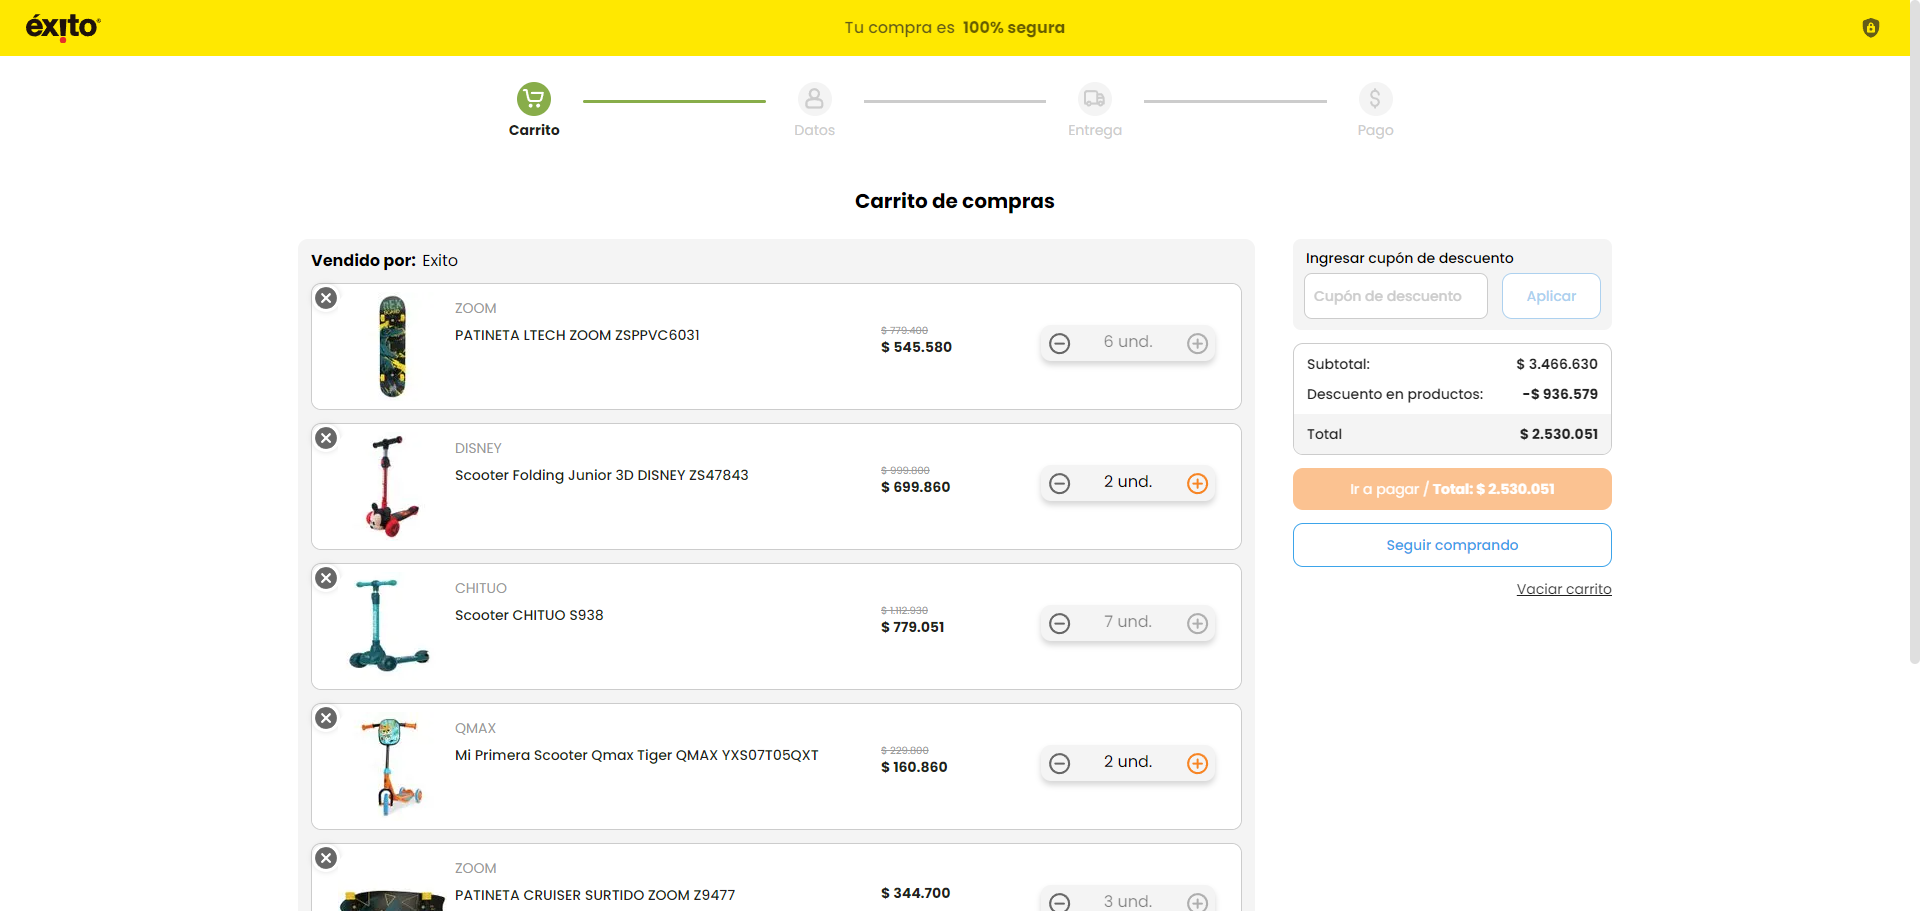 éxito®
Tu compra es 100% segura
Carrito
Datos
Entrega
Pago
Carrito de compras
Vendido por: Exito
ZOOM
PATINETA LTECH ZOOM ZSPPVC6031
$ 779.400
$ 545.580
6 und.
DISNEY
Scooter Folding Junior 3D DISNEY ZS47843
$ 999.800
$ 699.860
2 und.
CHITUO
Scooter CHITUO S938
$ 1.112.930
$ 779.051
7 und.
QMAX
Mi Primera Scooter Qmax Tiger QMAX YXS07T05QXT
$ 229.800
$ 160.860
2 und.
ZOOM
PATINETA CRUISER SURTIDO ZOOM Z9477
$ 344.700
3 und.
Ingresar cupón de descuento
Cupón de descuento
Aplicar
Subtotal: $ 3.466.630
Descuento en productos: -$ 936.579
Total $ 2.530.051
Ir a pagar / Total: $ 2.530.051
Seguir comprando
Vaciar carrito